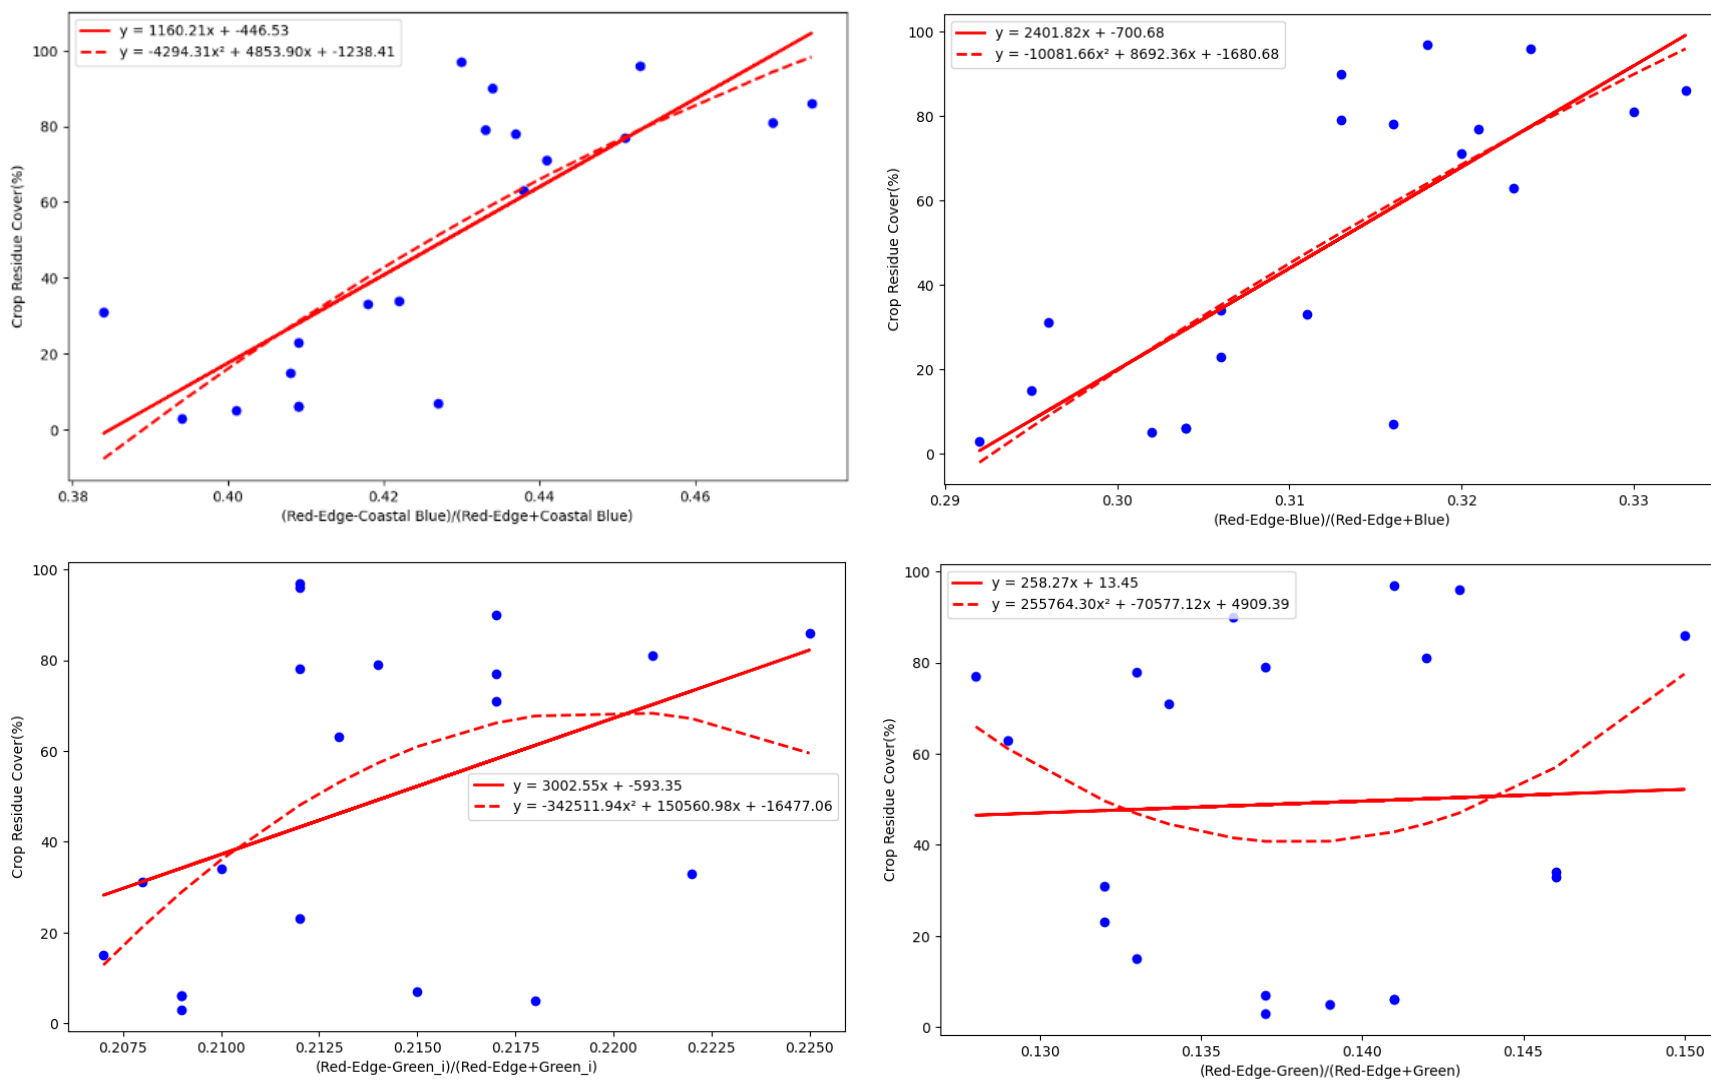 y = 1160.21x + -446.53
y = -4294.31x² + 4853.90x + -1238.41
100
80
60
40
20
0
Crop Residue Cover(%)
0.38 0.40 0.42 0.44 0.46
(Red-Edge-Coastal Blue)/(Red-Edge+Coastal Blue)
y = 2401.82x + -700.68
y = -10081.66x² + 8692.36x + -1680.68
100
80
60
40
20
0
Crop Residue Cover(%)
0.29 0.30 0.31 0.32 0.33
(Red-Edge-Blue)/(Red-Edge+Blue)
100
80
60
40
20
0
Crop Residue Cover(%)
y = 3002.55x + -593.35
y = -342511.94x² + 150560.98x + -16477.06
0.2075 0.2100 0.2125 0.2150 0.2175 0.2200 0.2225 0.2250
(Red-Edge-Green_i)/(Red-Edge+Green_i)
y = 258.27x + 13.45
y = 255764.30x² + -70577.12x + 4909.39
100
80
60
40
20
0
Crop Residue Cover(%)
0.130 0.135 0.140 0.145 0.150
(Red-Edge-Green)/(Red-Edge+Green)